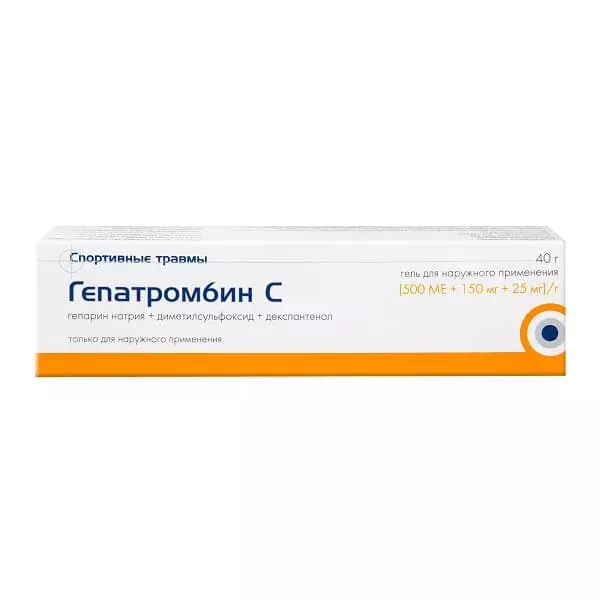 Спортивные травмы
40 г
гель для наружного применения
Гепатромбин С
(500 МЕ + 150 мг + 25 мг)/г
гепарин натрия + диметилсульфоксид + декспантенол
только для наружного применения